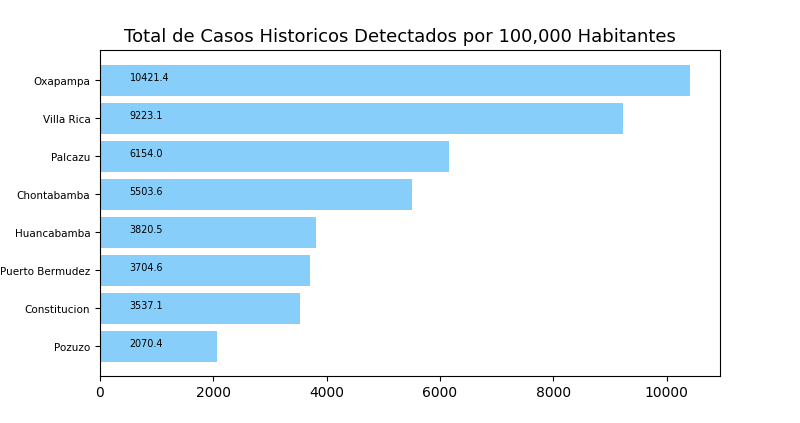 Total de Casos Historicos Detectados por 100,000 Habitantes
Oxapampa 10421.4
Villa Rica 9223.1
Palcazu 6154.0
Chontabamba 5503.6
Huancabamba 3820.5
Puerto Bermudez 3704.6
Constitucion 3537.1
Pozuzo 2070.4
0 2000 4000 6000 8000 10000